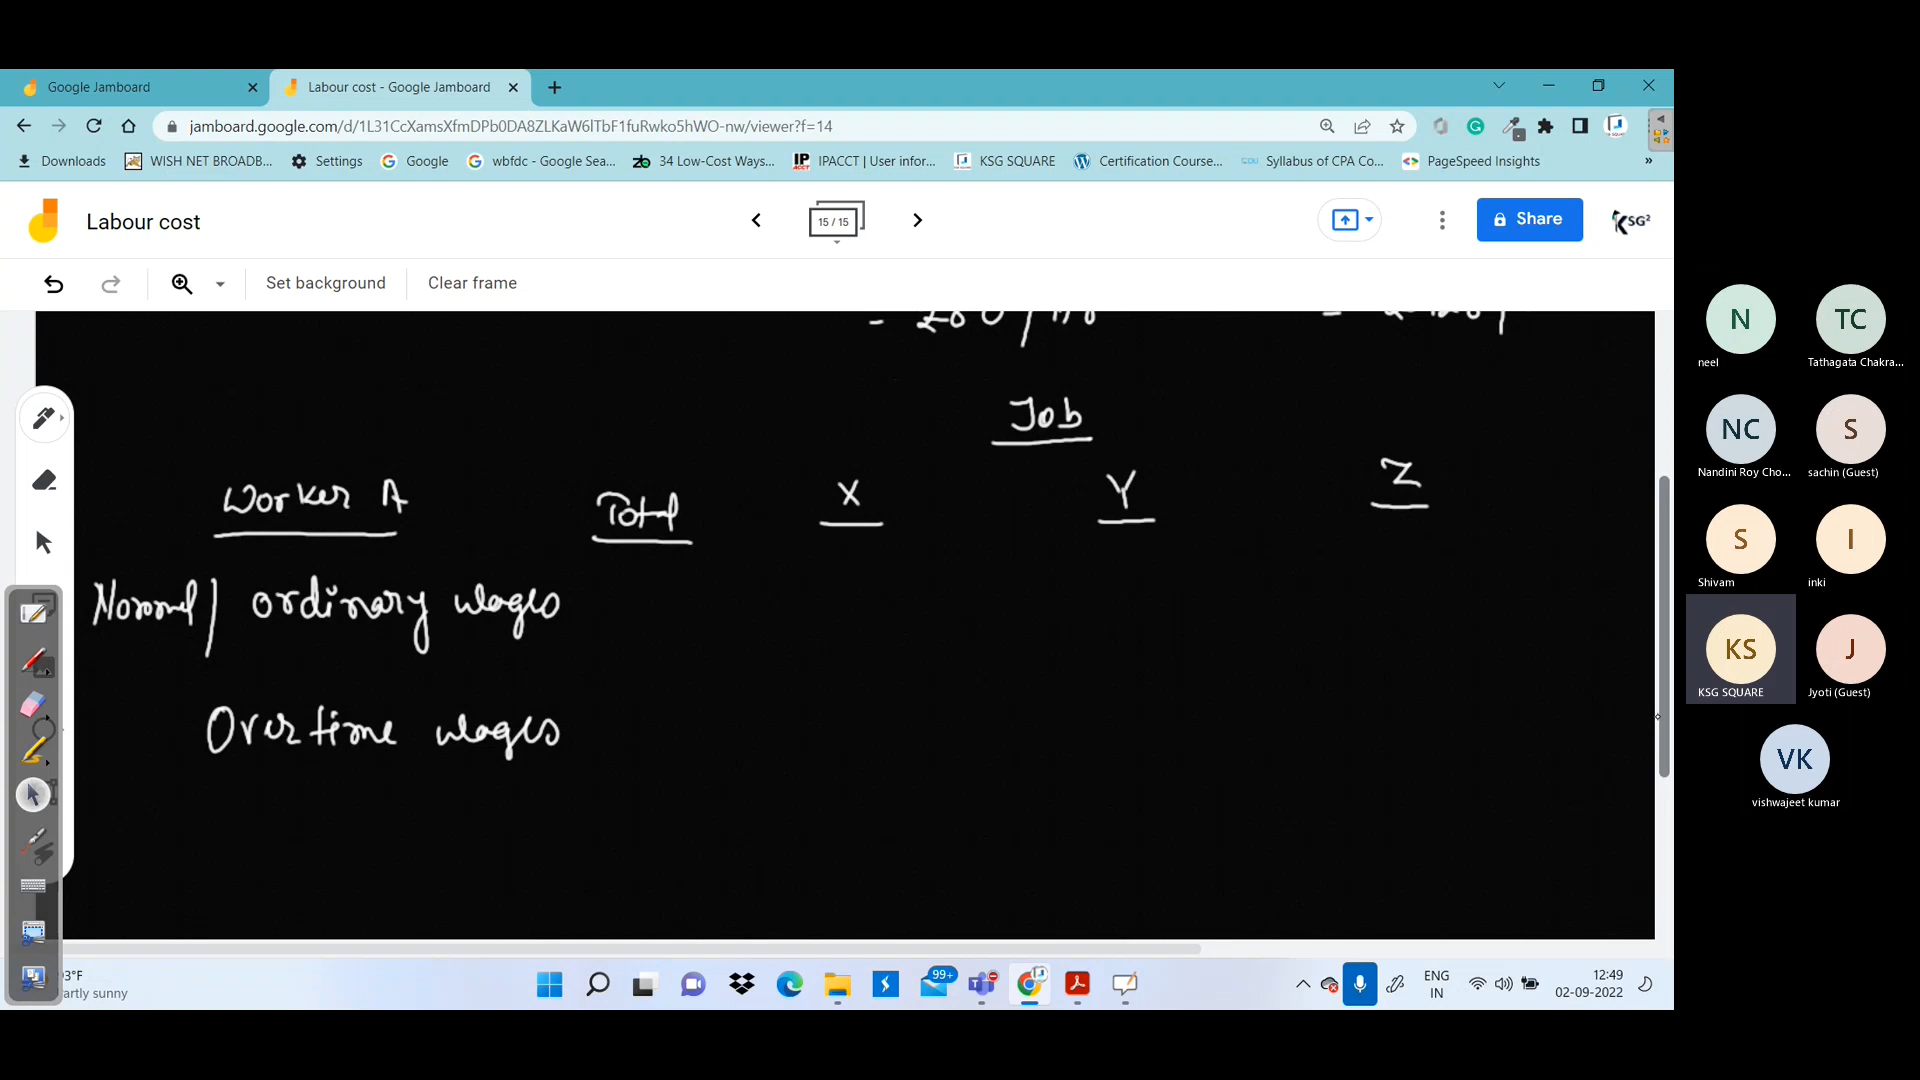 Google Jamboard
Labour cost - Google Jamboard
jamboard.google.com/d/1L31CcXamsXfmDPb0DA8ZLKaW6lTbF1fuRwko5hWO-nw/viewer?f=14
Downloads WISH NET BROADB... Settings Google wbfdc - Google Sea... 34 Low-Cost Ways... IPACCT | User infor... KSG SQUARE Certification Course... Syllabus of CPA Co... PageSpeed Insights »
Labour cost
15 / 15
Share
KSG²
Set background Clear frame
Job
Worker A Total X Y Z
Normal/ ordinary wages
Overtime wages
N
neel
TC
Tathagata Chakra...
NC
Nandini Roy Cho...
S
sachin (Guest)
S
Shivam
I
inki
KS
KSG SQUARE
J
Jyoti (Guest)
VK
vishwajeet kumar
99+
ENG
IN
12:49
02-09-2022